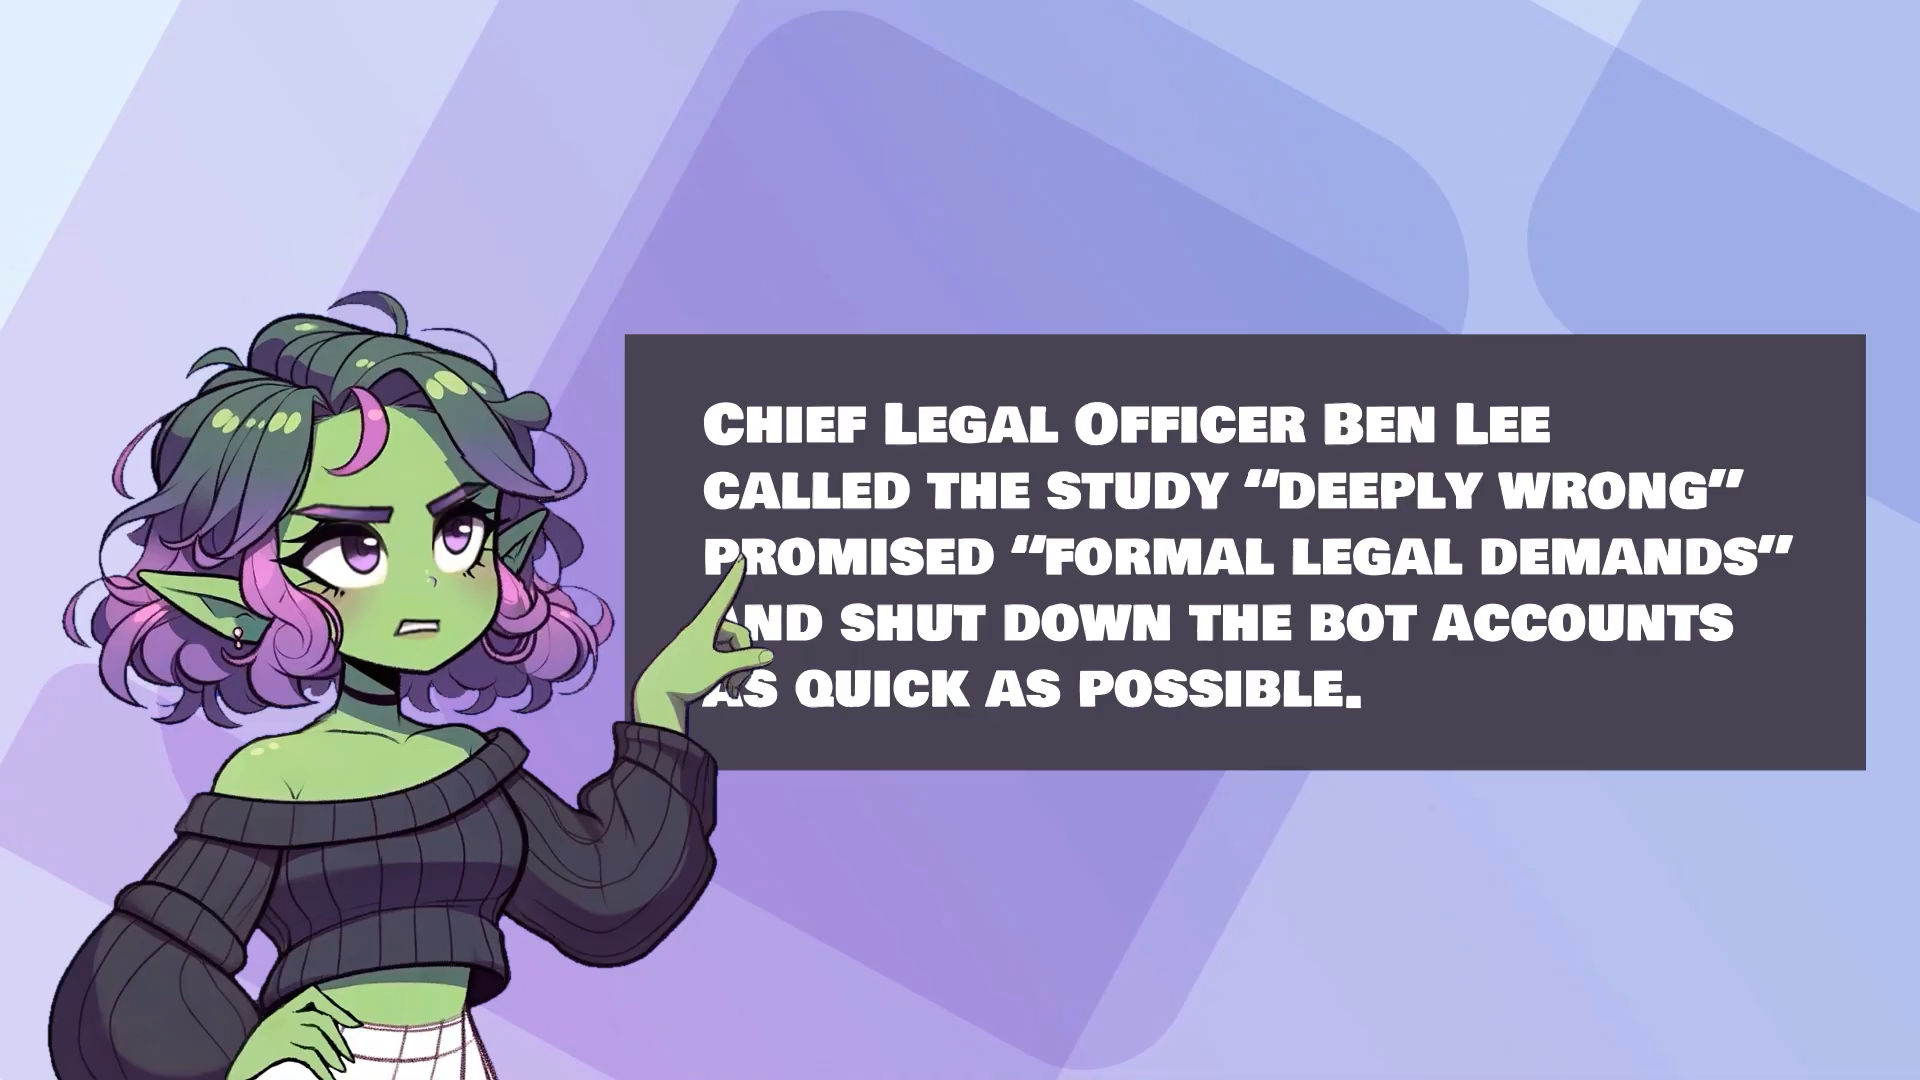 Chief Legal Officer Ben Lee
called the study “deeply wrong”
promised “formal legal demands”
and shut down the bot accounts
as quick as possible.